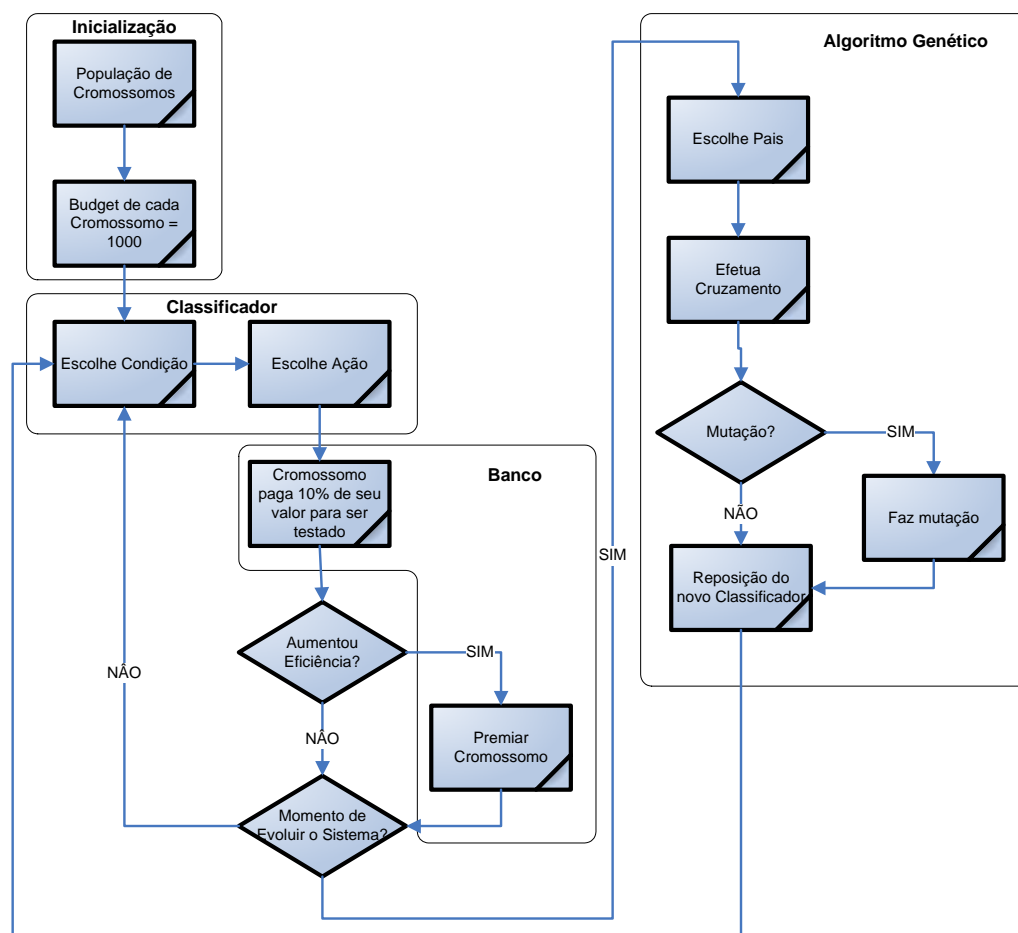 Inicialização
População de
Cromossomos
Budget de cada
Cromossomo =
1000
Classificador
Escolhe Condição
Escolhe Ação
Banco
Cromossomo
paga 10% de seu
valor para ser
testado
Aumentou
Eficiência?
SIM
NÂO
Premiar
Cromossomo
Momento de
Evoluir o Sistema?
NÂO
SIM
Algoritmo Genético
Escolhe Pais
Efetua
Cruzamento
Mutação?
SIM
NÃO
Faz mutação
Reposição do
novo Classificador